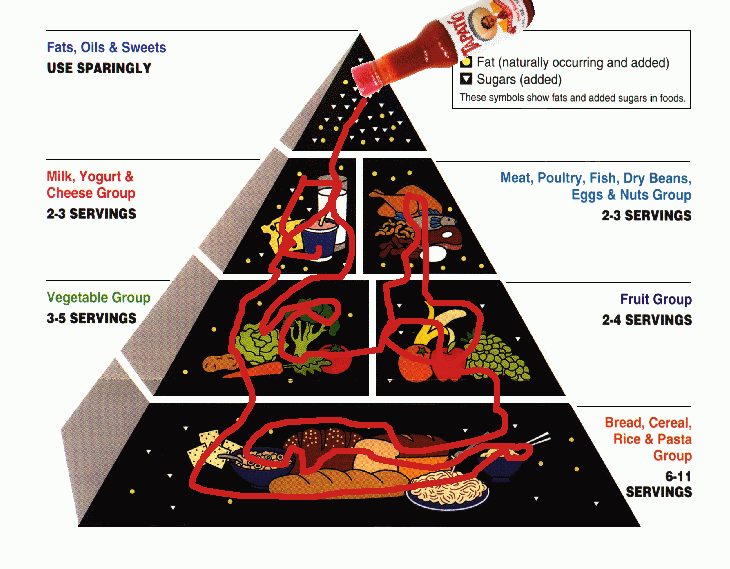 Fats, Oils & Sweets
USE SPARINGLY
TAPATIO
Fat (naturally occurring and added)
Sugars (added)
These symbols show fats and added sugars in foods.
Milk, Yogurt &
Cheese Group
2-3 SERVINGS
Meat, Poultry, Fish, Dry Beans,
Eggs & Nuts Group
2-3 SERVINGS
Vegetable Group
3-5 SERVINGS
Fruit Group
2-4 SERVINGS
Bread, Cereal,
Rice & Pasta
Group
6-11
SERVINGS